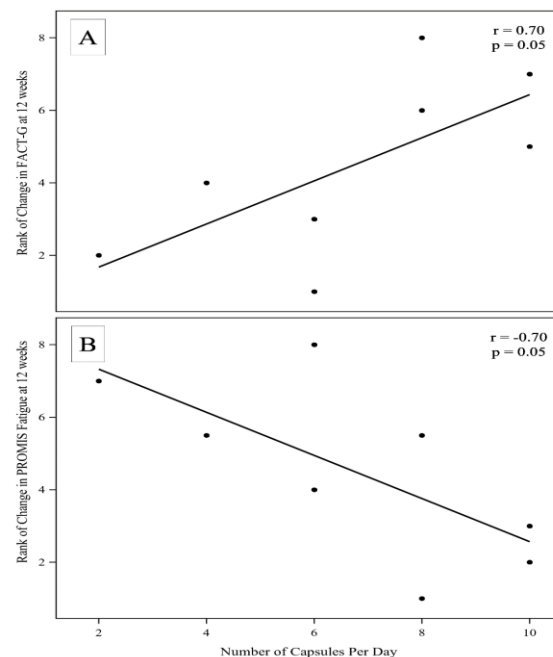 A
r = 0.70
p = 0.05
Rank of Change in FACT-G at 12 weeks
8
6
4
2
B
r = -0.70
p = 0.05
Rank of Change in PROMIS Fatigue at 12 weeks
8
6
4
2
2 4 6 8 10
Number of Capsules Per Day